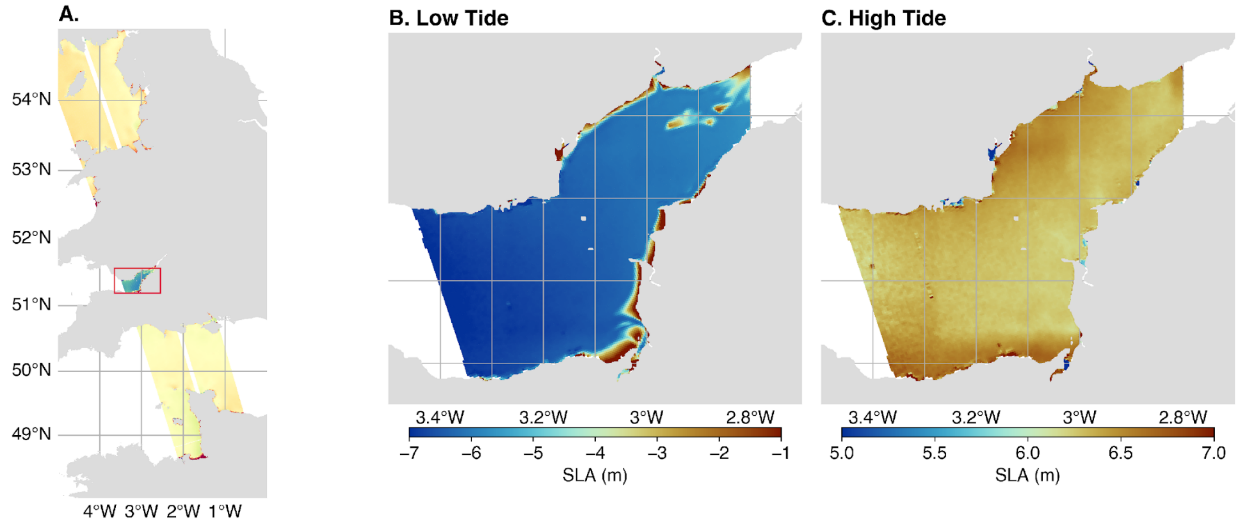 A.
B. Low Tide
C. High Tide
54°N
53°N
52°N
51°N
50°N
49°N
4°W 3°W 2°W 1°W
3.4°W 3.2°W 3°W 2.8°W
−7 −6 −5 −4 −3 −2 −1
SLA (m)
3.4°W 3.2°W 3°W 2.8°W
5.0 5.5 6.0 6.5 7.0
SLA (m)